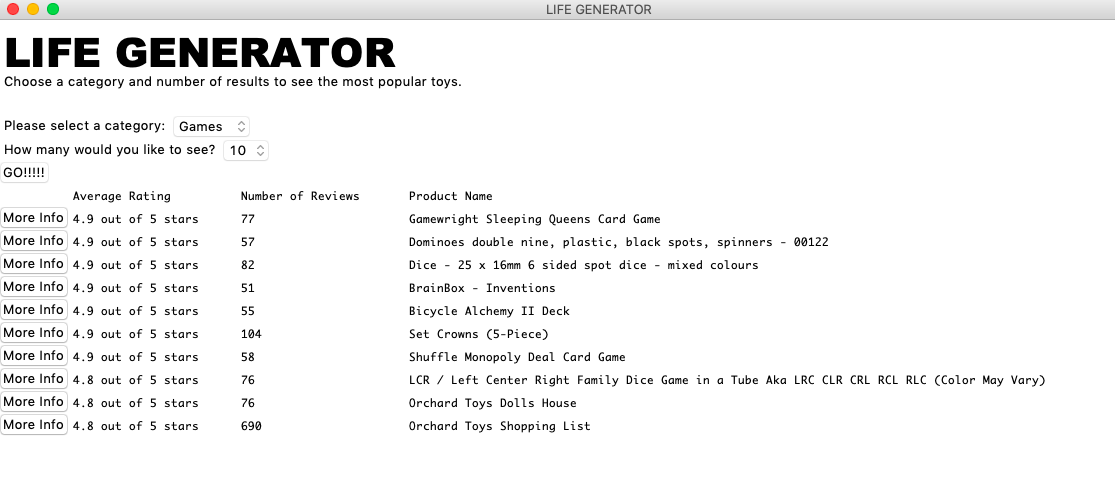 LIFE GENERATOR
LIFE GENERATOR
Choose a category and number of results to see the most popular toys.
Please select a category: Games
How many would you like to see? 10
GO!!!!!
Average Rating Number of Reviews Product Name
More Info 4.9 out of 5 stars 77 Gamewright Sleeping Queens Card Game
More Info 4.9 out of 5 stars 57 Dominoes double nine, plastic, black spots, spinners - 00122
More Info 4.9 out of 5 stars 82 Dice - 25 x 16mm 6 sided spot dice - mixed colours
More Info 4.9 out of 5 stars 51 BrainBox - Inventions
More Info 4.9 out of 5 stars 55 Bicycle Alchemy II Deck
More Info 4.9 out of 5 stars 104 Set Crowns (5-Piece)
More Info 4.9 out of 5 stars 58 Shuffle Monopoly Deal Card Game
More Info 4.8 out of 5 stars 76 LCR / Left Center Right Family Dice Game in a Tube Aka LRC CLR CRL RCL RLC (Color May Vary)
More Info 4.8 out of 5 stars 76 Orchard Toys Dolls House
More Info 4.8 out of 5 stars 690 Orchard Toys Shopping List